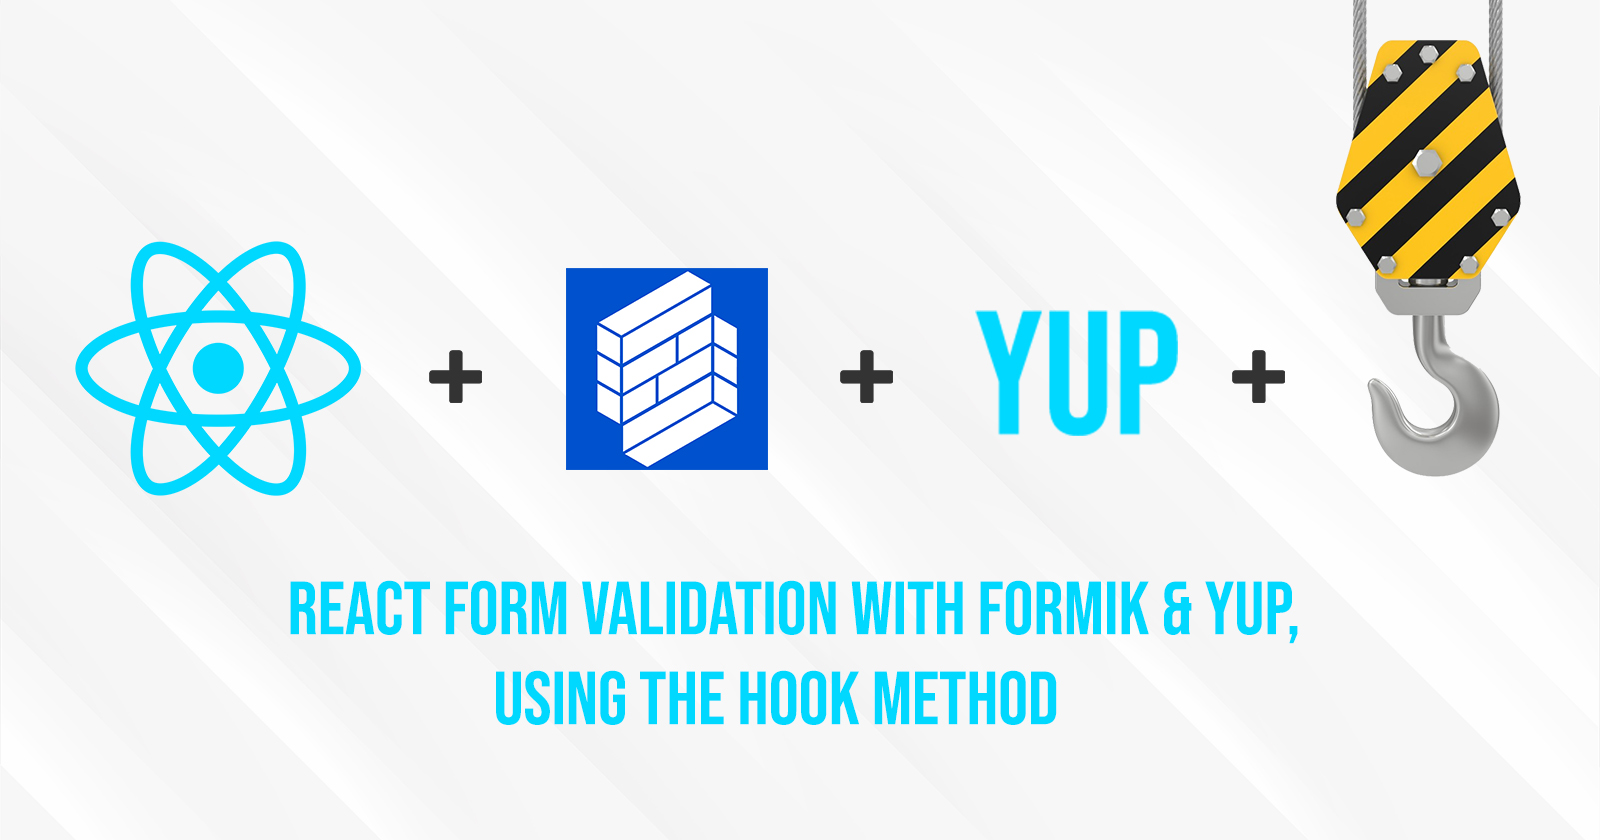 YUP
REACT FORM VALIDATION WITH FORMIK & YUP,
USING THE HOOK METHOD